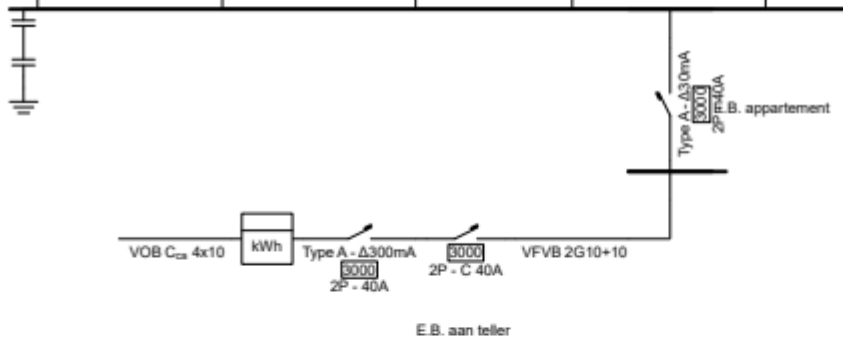 Type A - Δ30mA
3000
2P - 40A
E.B. appartement
VOB Cca 4x10
kWh
Type A - Δ300mA
3000
2P - 40A
3000
2P - C 40A
VFVB 2G10+10
E.B. aan teller